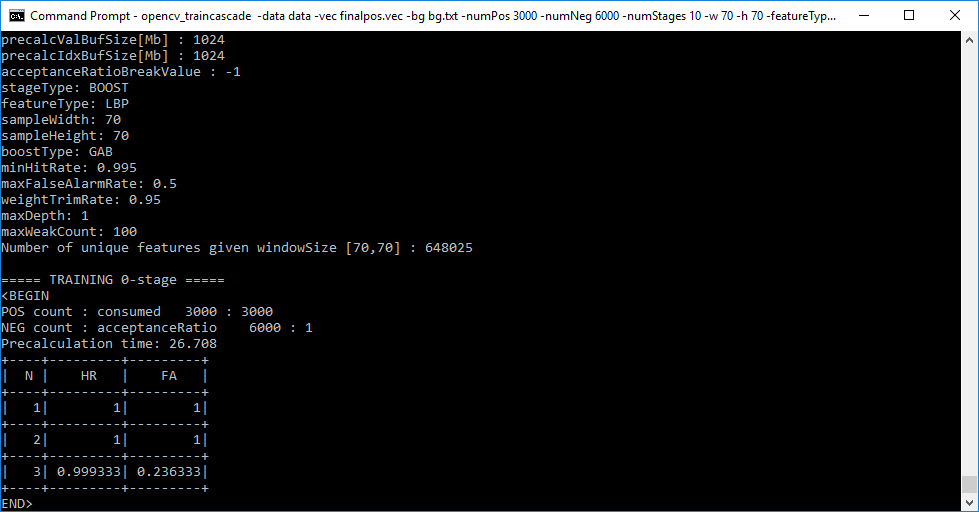 Command Prompt - opencv_traincascade  -data data -vec finalpos.vec -bg bg.txt -numPos 3000 -numNeg 6000 -numStages 10 -w 70 -h 70 -featureTyp...
precalcValBufSize[Mb] : 1024
precalcIdxBufSize[Mb] : 1024
acceptanceRatioBreakValue : -1
stageType: BOOST
featureType: LBP
sampleWidth: 70
sampleHeight: 70
boostType: GAB
minHitRate: 0.995
maxFalseAlarmRate: 0.5
weightTrimRate: 0.95
maxDepth: 1
maxWeakCount: 100
Number of unique features given windowSize [70,70] : 648025

===== TRAINING 0-stage =====
<BEGIN
POS count : consumed   3000 : 3000
NEG count : acceptanceRatio    6000 : 1
Precalculation time: 26.708
+----+---------+---------+
|  N |    HR   |    FA   |
+----+---------+---------+
|   1|        1|        1|
+----+---------+---------+
|   2|        1|        1|
+----+---------+---------+
|   3| 0.999333| 0.236333|
+----+---------+---------+
END>